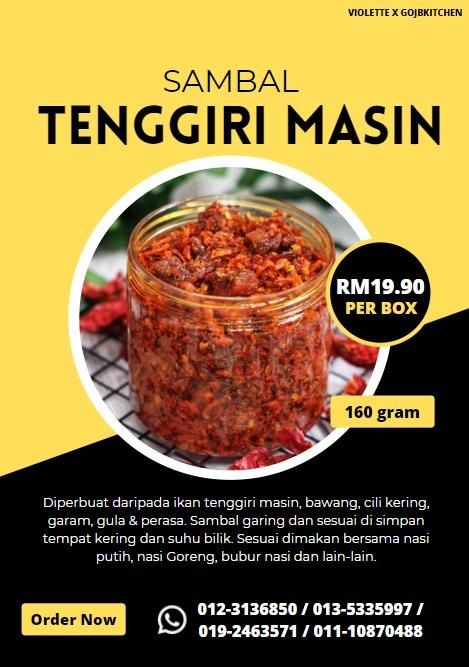 VIOLETTE X GOJBKITCHEN
SAMBAL
TENGGIRI MASIN
RM19.90
PER BOX
160 gram
Diperbuat daripada ikan tenggiri masin, bawang, cili kering,
garam, gula & perasa. Sambal garing dan sesuai di simpan
tempat kering dan suhu bilik. Sesuai dimakan bersama nasi
putih, nasi Goreng, bubur nasi dan lain-lain.
Order Now
012-3136850 / 013-5335997 /
019-2463571 / 011-10870488